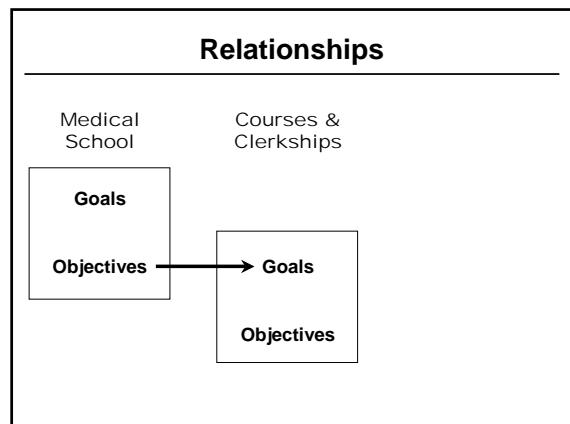 Relationships
Medical
School
Courses &
Clerkships
Goals
Objectives
Goals
Objectives